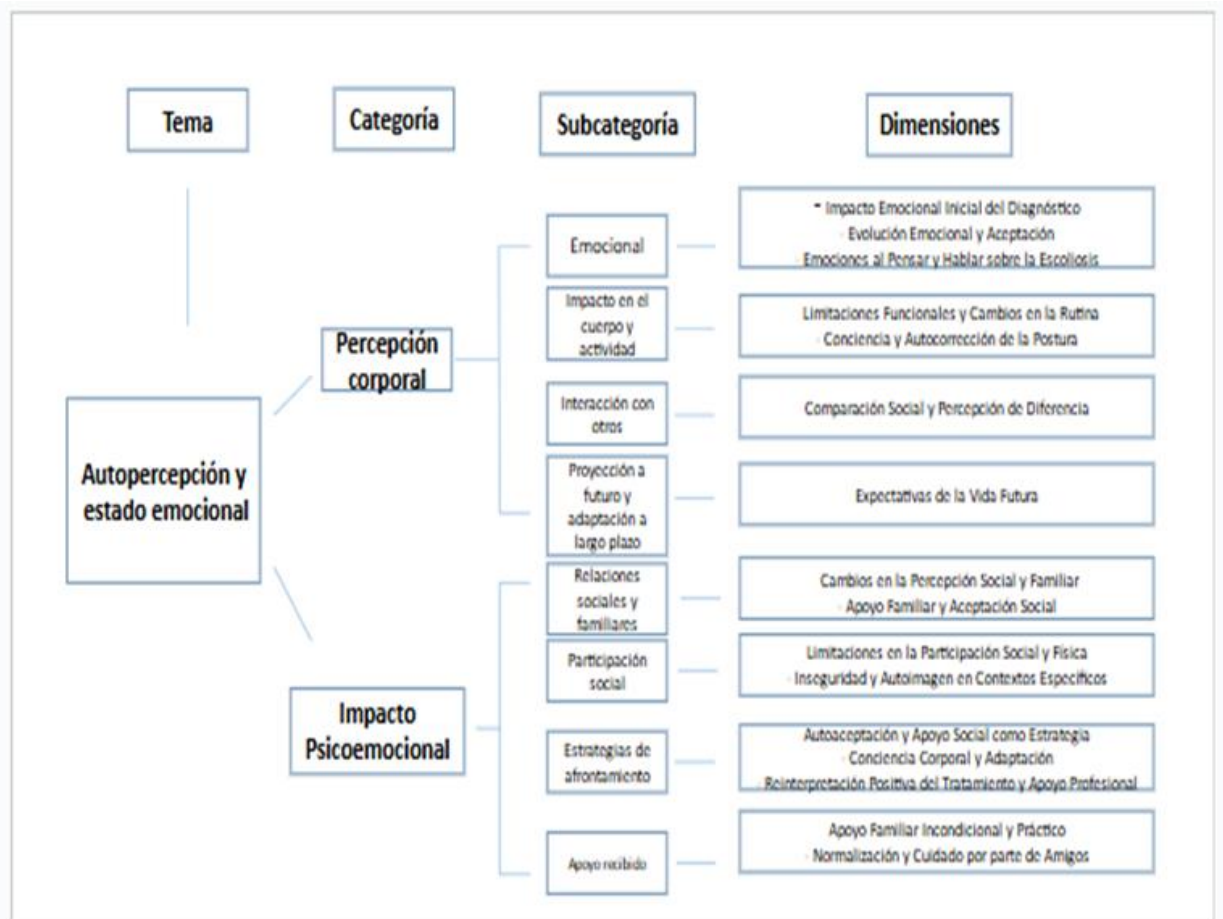 Tema
Categoría
Subcategoría
Dimensiones
Autopercepción y
estado emocional
Percepción
corporal
Emocional
- Impacto Emocional Inicial del Diagnóstico
- Evolución Emocional y Aceptación
- Emociones al Pensar y Hablar sobre la Escoliosis
Impacto en el
cuerpo y
actividad
Limitaciones Funcionales y Cambios en la Rutina
- Conciencia y Autocorrección de la Postura
Interacción con
otros
Comparación Social y Percepción de Diferencia
Proyección a
futuro y
adaptación a
largo plazo
Expectativas de la Vida Futura
Impacto
Psicoemocional
Relaciones
sociales y
familiares
Cambios en la Percepción Social y Familiar
- Apoyo Familiar y Aceptación Social
Participación
social
Limitaciones en la Participación Social y Física
- Inseguridad y Autoimagen en Contextos Específicos
Estrategias de
afrontamiento
Autoaceptación y Apoyo Social como Estrategia
- Conciencia Corporal y Adaptación
- Reinterpretación Positiva del Tratamiento y Apoyo Profesional
Apoyo recibido
Apoyo Familiar Incondicional y Práctico
- Normalización y Cuidado por parte de Amigos